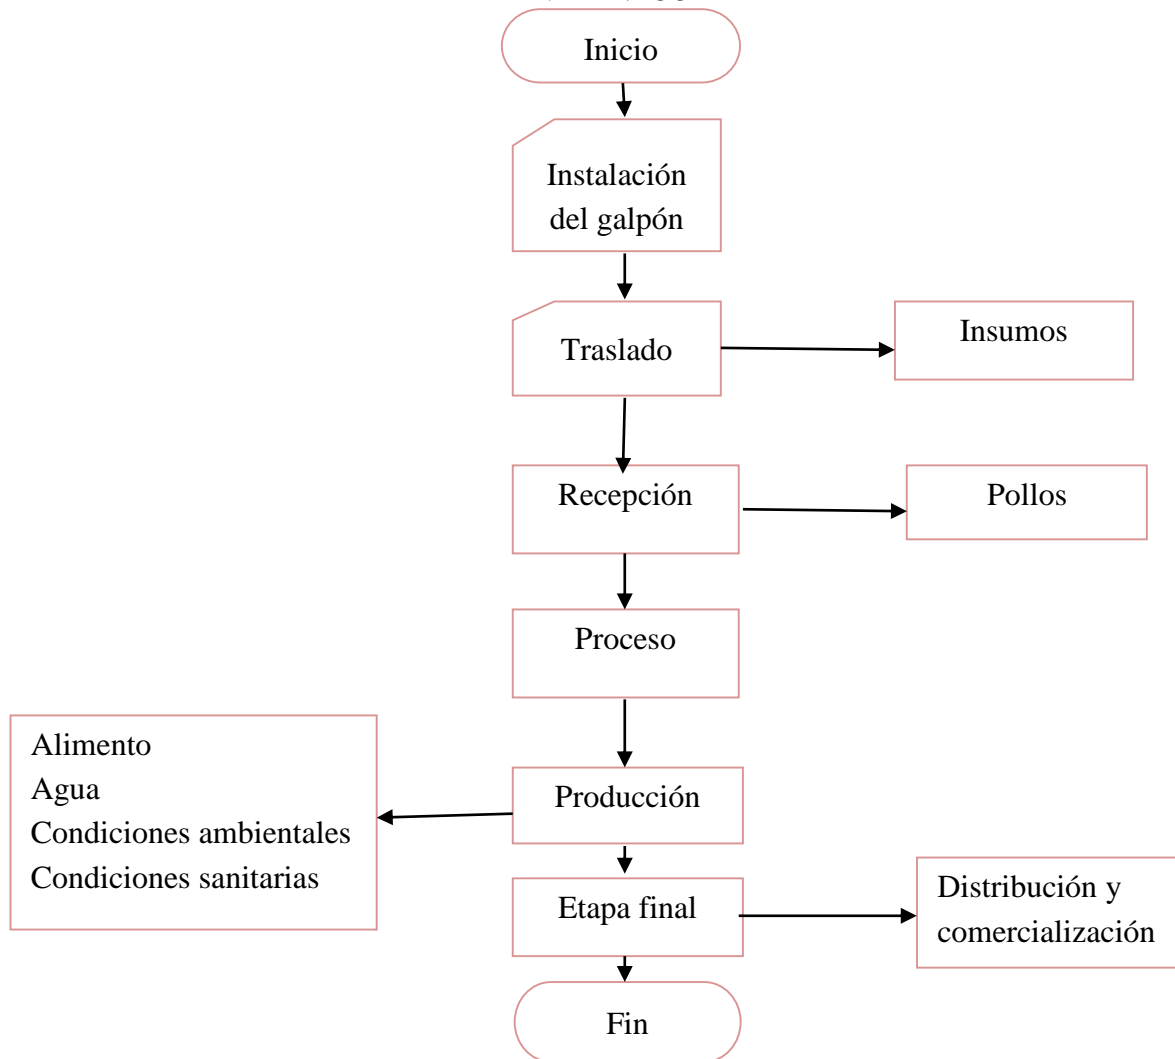 Inicio
Instalación
del galpón
Traslado
Insumos
Recepción
Pollos
Proceso
Alimento
Agua
Condiciones ambientales
Condiciones sanitarias
Producción
Etapa final
Distribución y
comercialización
Fin